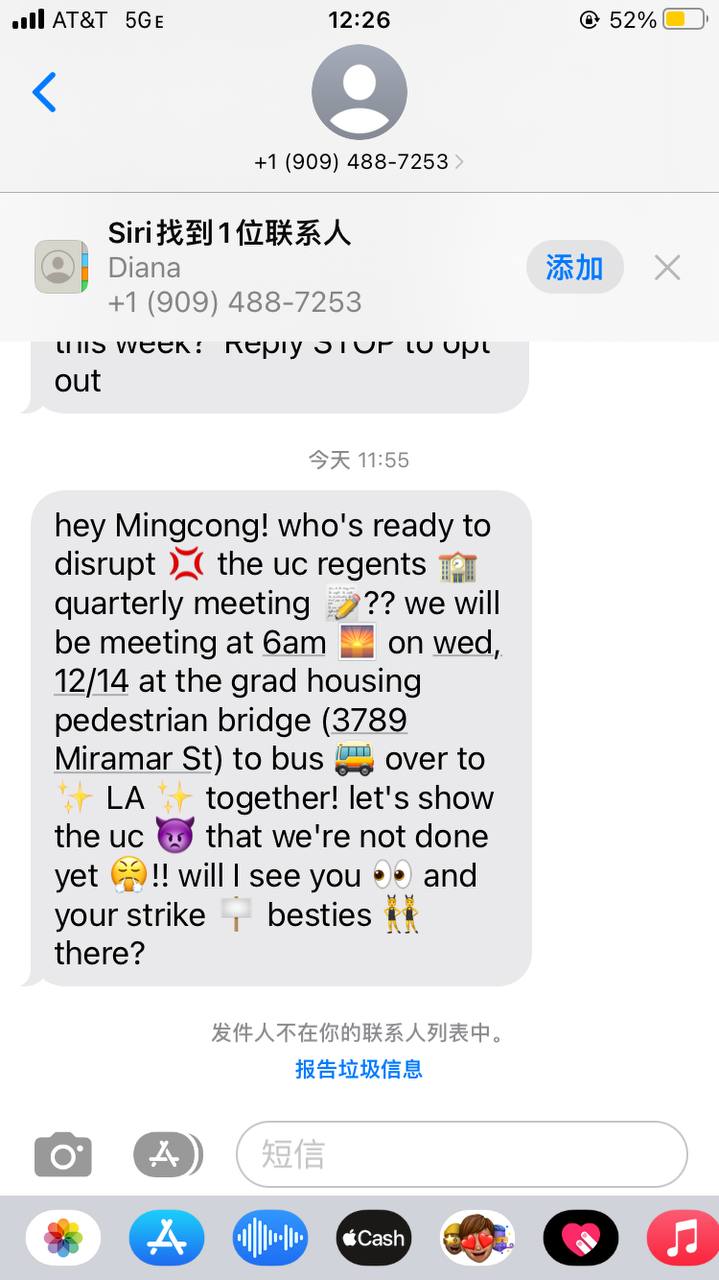 AT&T 5GE 12:26 52%
+1 (909) 488-7253
Siri找到1位联系人
Diana
+1 (909) 488-7253
添加
this week? Reply STOP to opt
out
今天 11:55
hey Mingcong! who's ready to
disrupt 💢 the uc regents 🏫
quarterly meeting 📝?? we will
be meeting at 6am 🌅 on wed,
12/14 at the grad housing
pedestrian bridge (3789
Miramar St) to bus 🚌 over to
✨ LA ✨ together! let's show
the uc 👿 that we're not done
yet 😤!! will I see you 👀 and
your strike 🪧 besties 👯
there?
发件人不在你的联系人列表中。
报告垃圾信息
短信
Cash